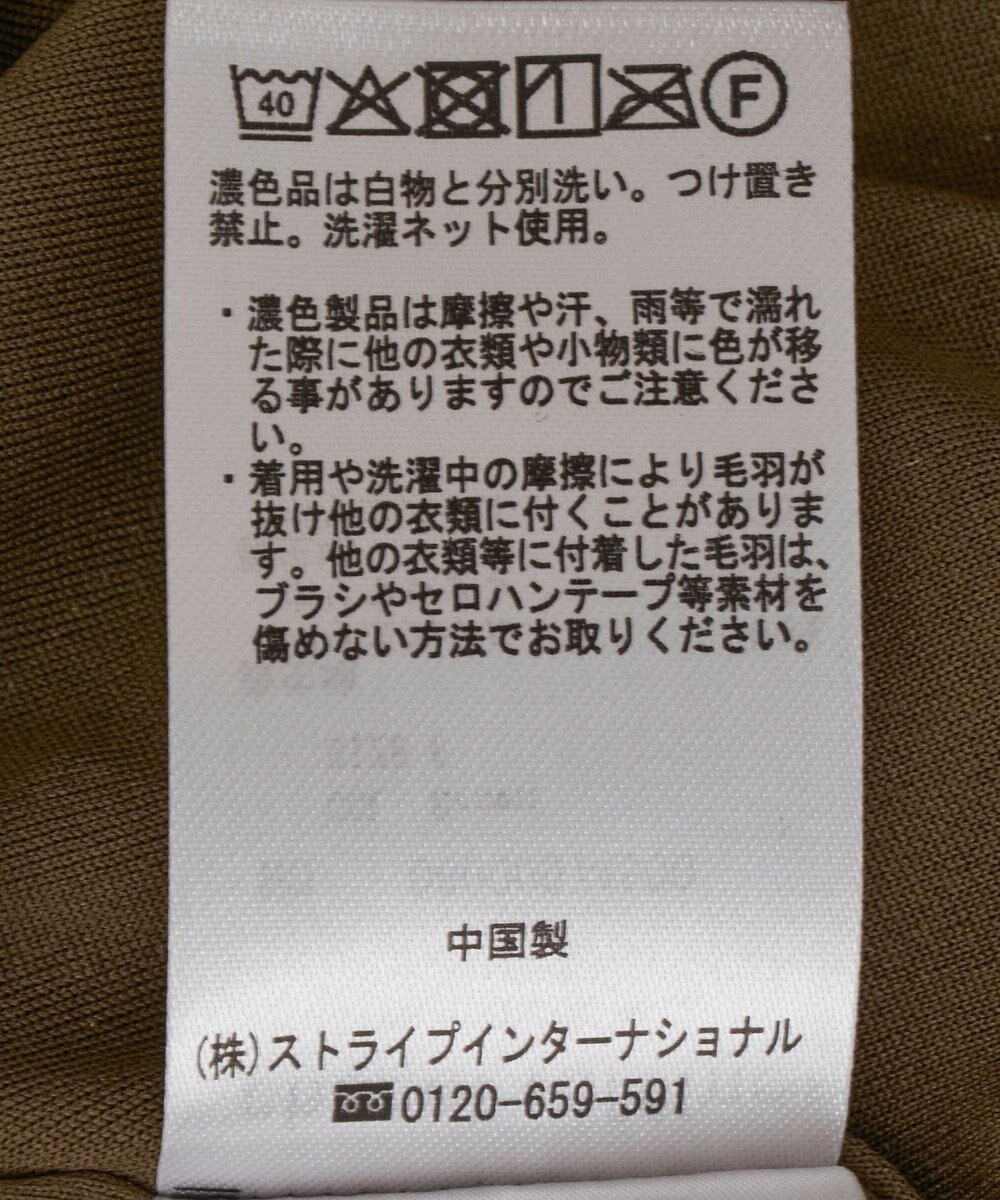 40 F
濃色品は白物と分別洗い。つけ置き
禁止。洗濯ネット使用。
・濃色製品は摩擦や汗、雨等で濡れ
た際に他の衣類や小物類に色が移
る事がありますのでご注意くださ
い。
・着用や洗濯中の摩擦により毛羽が
抜け他の衣類に付くことがありま
す。他の衣類等に付着した毛羽は、
ブラシやセロハンテープ等素材を
傷めない方法でお取りください。
中国製
(株)ストライプインターナショナル
0120-659-591